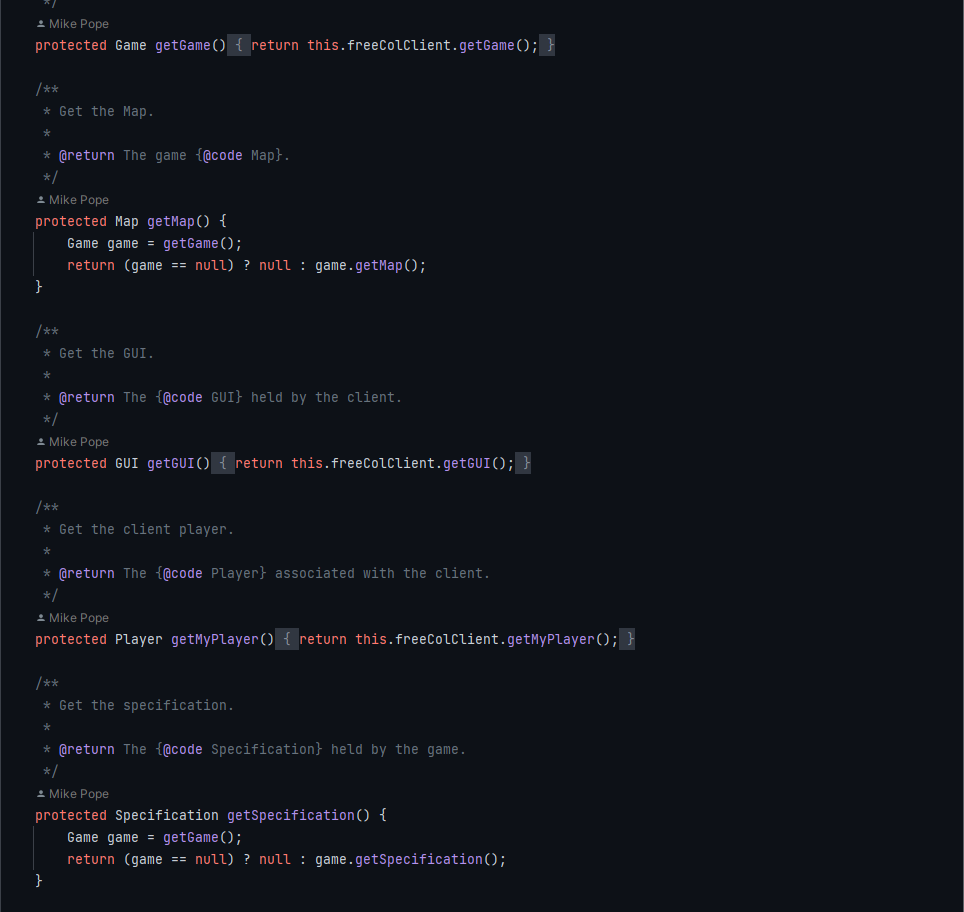 */
Mike Pope
protected Game getGame() { return this.freeColClient.getGame(); }
/**
* Get the Map.
*
* @return The game {@code Map}.
*/
Mike Pope
protected Map getMap() {
Game game = getGame();
return (game == null) ? null : game.getMap();
}
/**
* Get the GUI.
*
* @return The {@code GUI} held by the client.
*/
Mike Pope
protected GUI getGUI() { return this.freeColClient.getGUI(); }
/**
* Get the client player.
*
* @return The {@code Player} associated with the client.
*/
Mike Pope
protected Player getMyPlayer() { return this.freeColClient.getMyPlayer(); }
/**
* Get the specification.
*
* @return The {@code Specification} held by the game.
*/
Mike Pope
protected Specification getSpecification() {
Game game = getGame();
return (game == null) ? null : game.getSpecification();
}